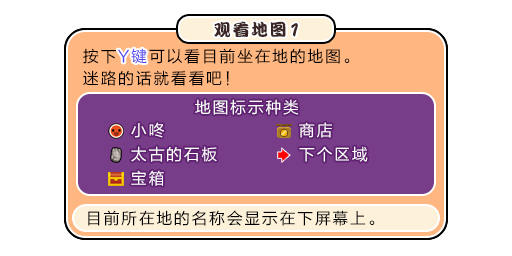 观看地图1
按下Y键可以看目前坐在地的地图。
迷路的话就看看吧！
地图标示种类
小咚
商店
太古的石板
下个区域
宝箱
目前所在地的名称会显示在下屏幕上。